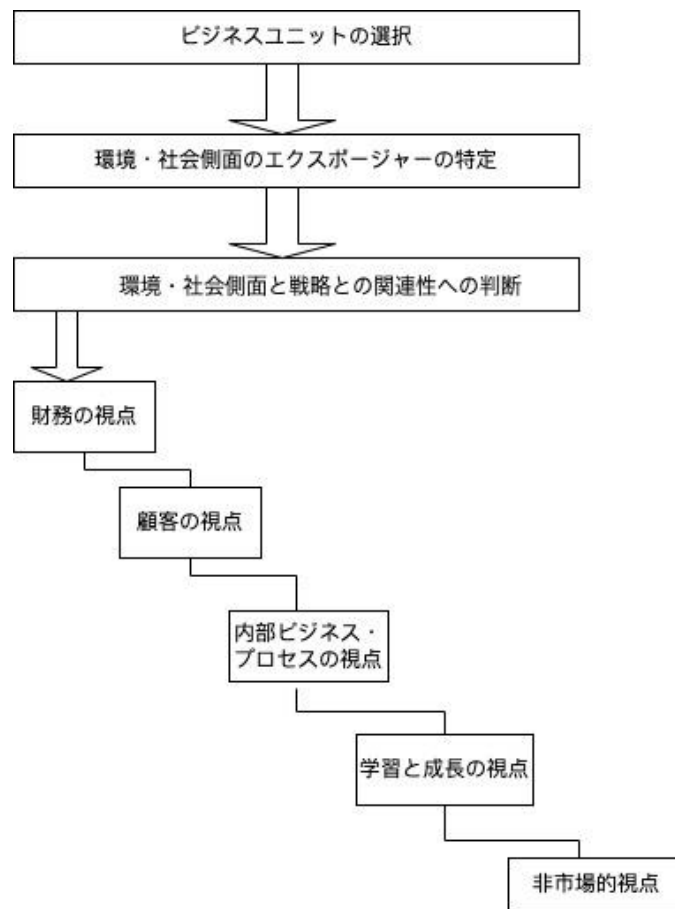 ビジネスユニットの選択
環境・社会側面のエクスポージャーの特定
環境・社会側面と戦略との関連性への判断
財務の視点
顧客の視点
内部ビジネス・
プロセスの視点
学習と成長の視点
非市場的視点